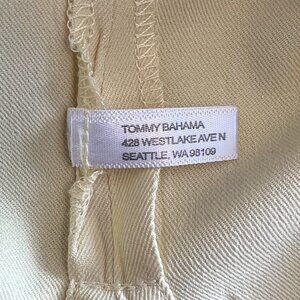 TOMMY BAHAMA
428 WESTLAKE AVE N
SEATTLE, WA 98109